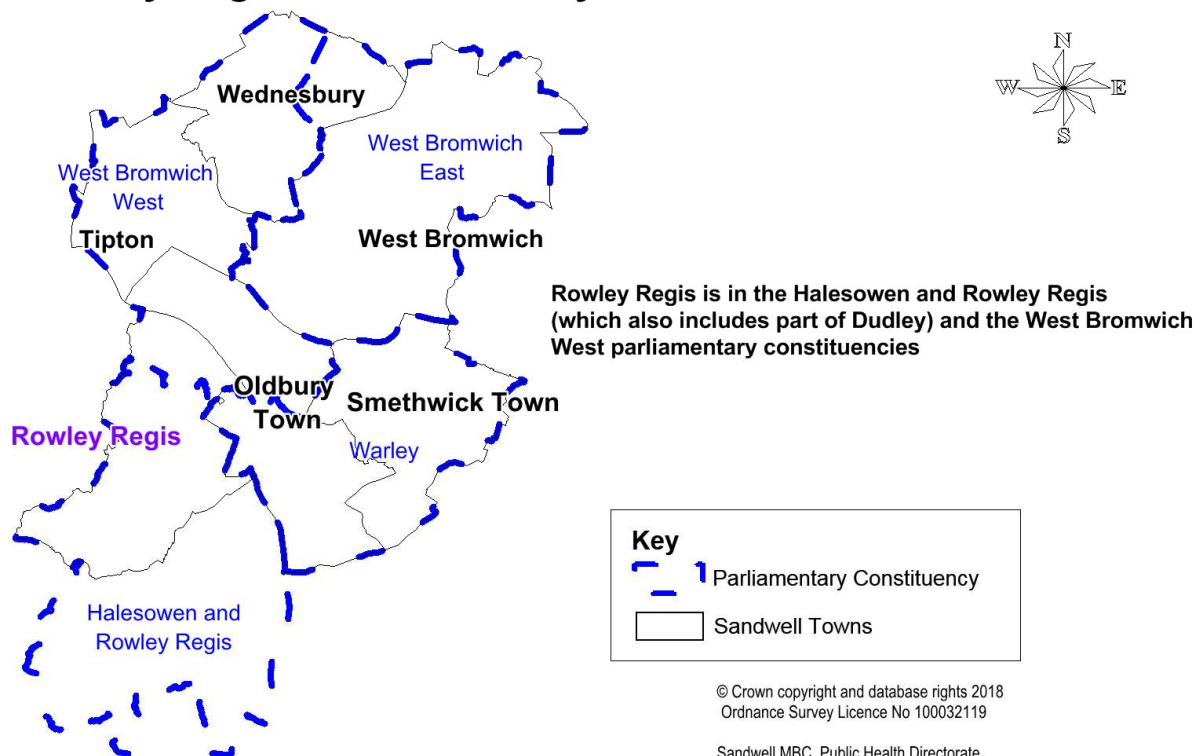 N
W E
S
Wednesbury
West Bromwich
East
West Bromwich
West
Tipton
West Bromwich
Rowley Regis is in the Halesowen and Rowley Regis
(which also includes part of Dudley) and the West Bromwich
West parliamentary constituencies
Oldbury
Town
Smethwick Town
Rowley Regis
Warley
Key
Parliamentary Constituency
Sandwell Towns
Halesowen and
Rowley Regis
© Crown copyright and database rights 2018
Ordnance Survey Licence No 100032119
Sandwell MBC, Public Health Directorate